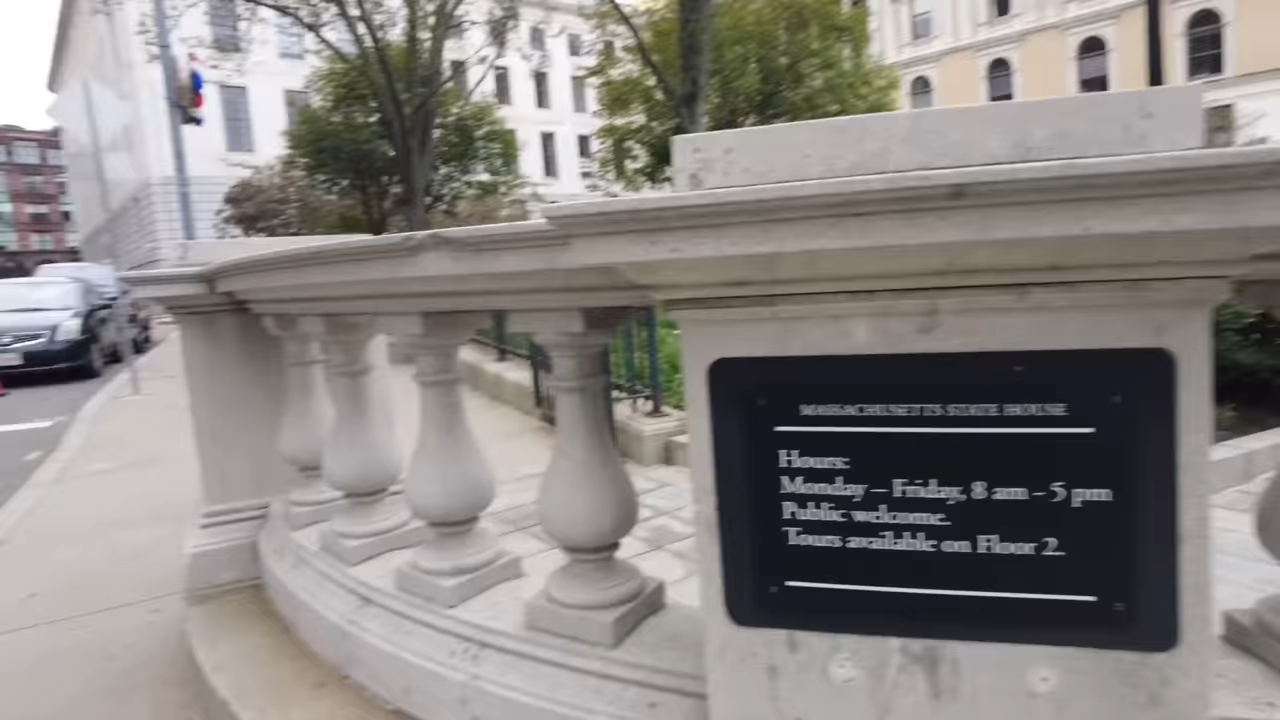 MASSACHUSETTS STATE HOUSE
Hours:
Monday – Friday, 8 am - 5 pm
Public welcome.
Tours available on Floor 2.